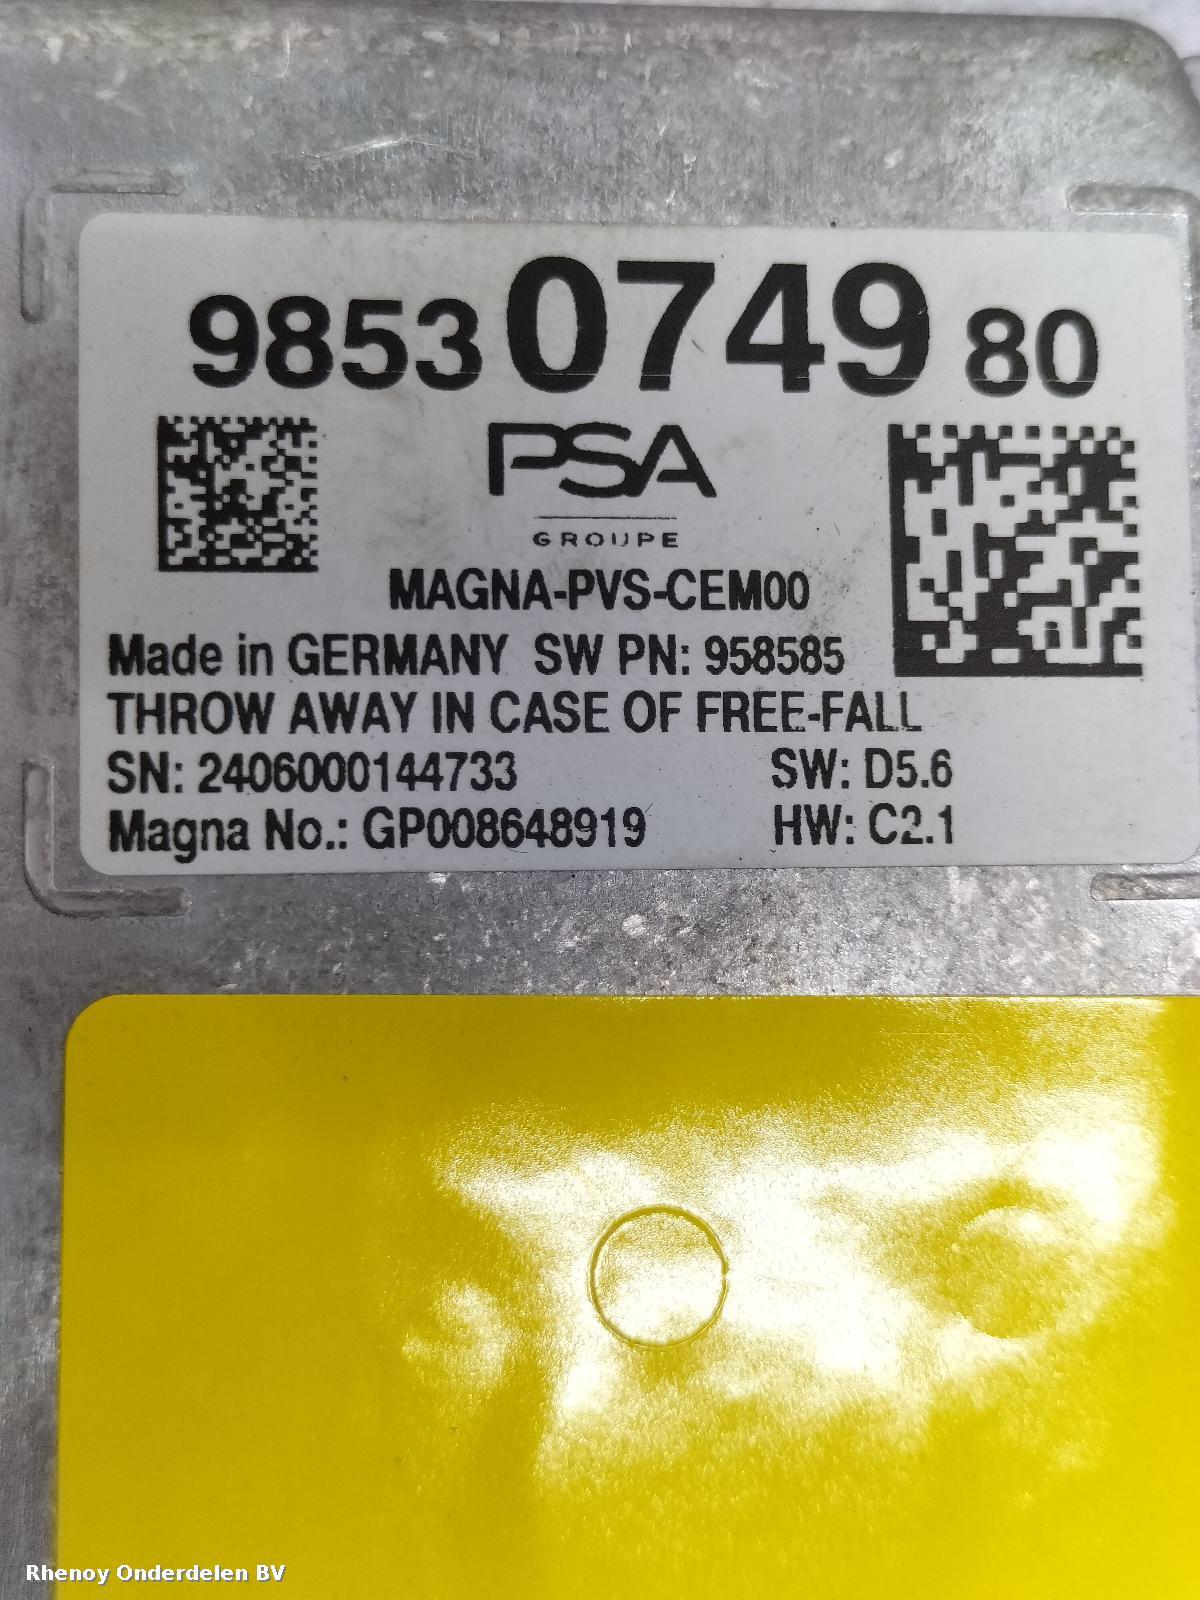 9853 0749 80
PSA
GROUPE
MAGNA-PVS-CEM00
Made in GERMANY SW PN: 958585
THROW AWAY IN CASE OF FREE-FALL
SN: 2406000144733 SW: D5.6
Magna No.: GP008648919 HW: C2.1
Rhenoy Onderdelen BV